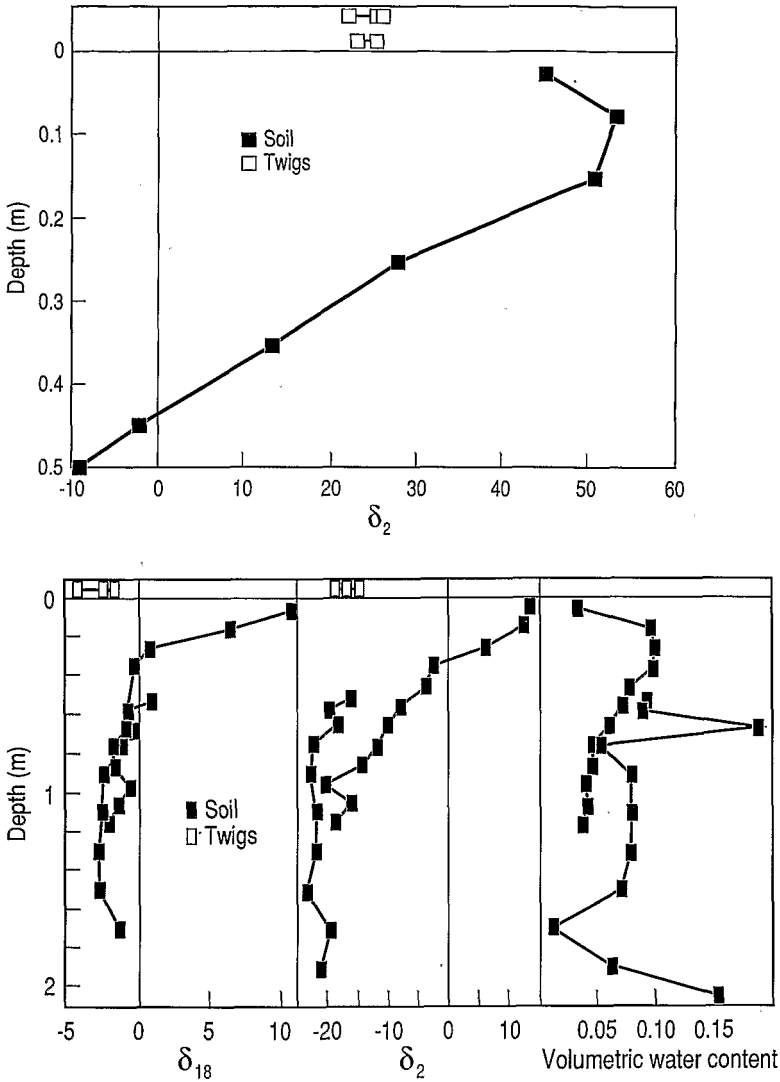 0
0.1
0.2
0.3
0.4
0.5
Depth (m)
Soil
Twigs
-10 0 10 20 30 40 50 60
δ2
0
1
2
Depth (m)
Soil
Twigs
-5 0 5 10 -20 -10 0 10 0.05 0.10 0.15
δ18 δ2 Volumetric water content